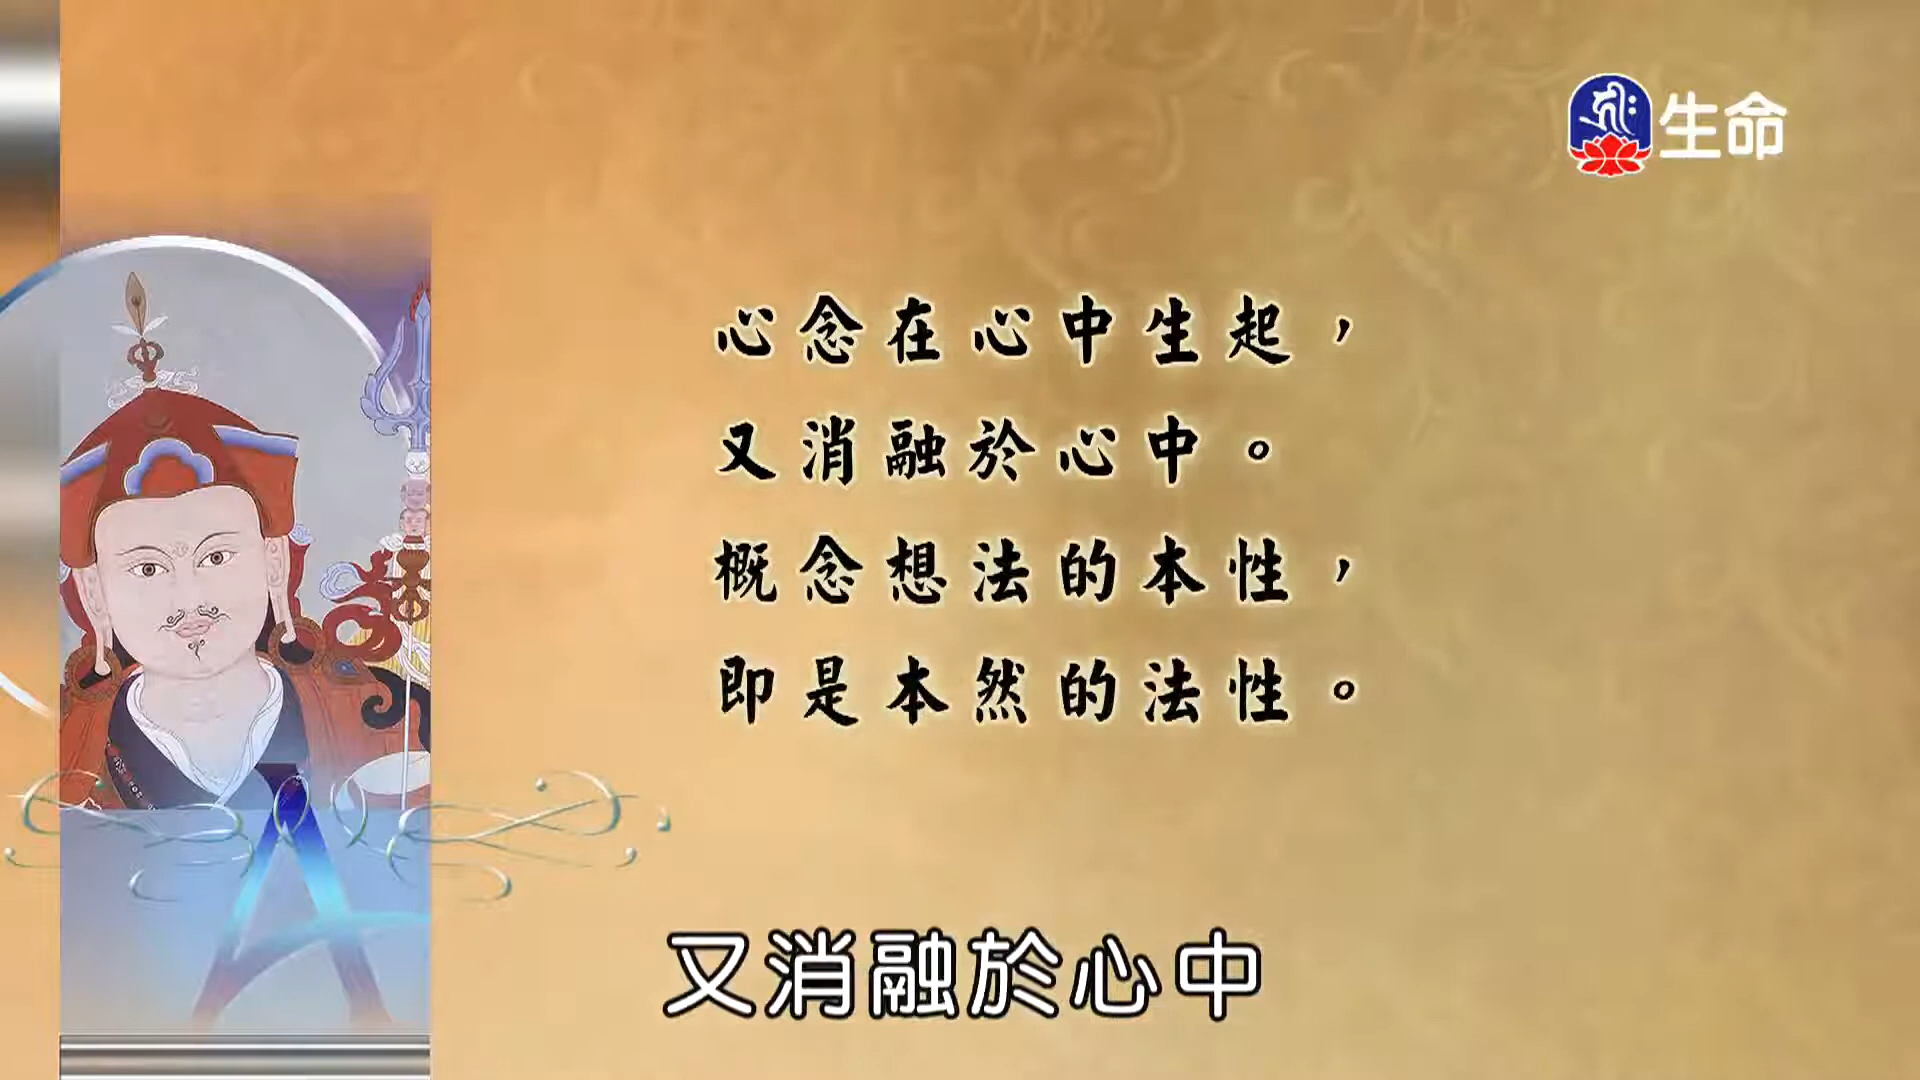 生命
心念在心中生起，
又消融於心中。
概念想法的本性，
即是本然的法性。
又消融於心中